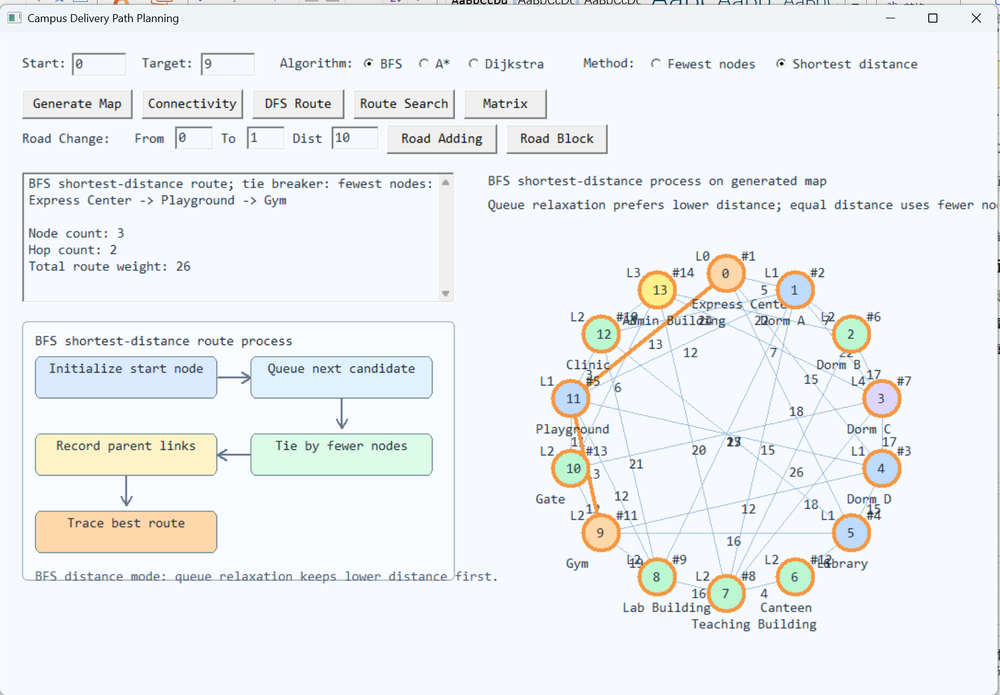 Campus Delivery Path Planning
Start: 0 Target: 9 Algorithm: BFS A* Dijkstra Method: Fewest nodes Shortest distance
Generate Map Connectivity DFS Route Route Search Matrix
Road Change: From 0 To 1 Dist 10 Road Adding Road Block
BFS shortest-distance route; tie breaker: fewest nodes:
Express Center -> Playground -> Gym
Node count: 3
Hop count: 2
Total route weight: 26
BFS shortest-distance route process
Initialize start node
Queue next candidate
Record parent links
Tie by fewer nodes
Trace best route
BFS distance mode: queue relaxation keeps lower distance first.
BFS shortest-distance process on generated map
Queue relaxation prefers lower distance; equal distance uses fewer no
L0 0 #1
L3 13 #14
L1 1 #2
5
Express Cente
Admin Building
Dorm A
7
L2 12
L2 2 #6
13
12
7
Clinic
3
Dorm B
17
15
L1 11 #5
6
L4 3 #7
18
Playground
Dorm C
17
L2 10 #13
20
15
L1 4 #3
21
26
3
Gate
12
12
18
Dorm D
15
L2 9 #11
L1 5 #4
16
Gym
L2 8 #9
L2 6
Library
L2 7 #8
16
4
Lab Building
Canteen
Teaching Building